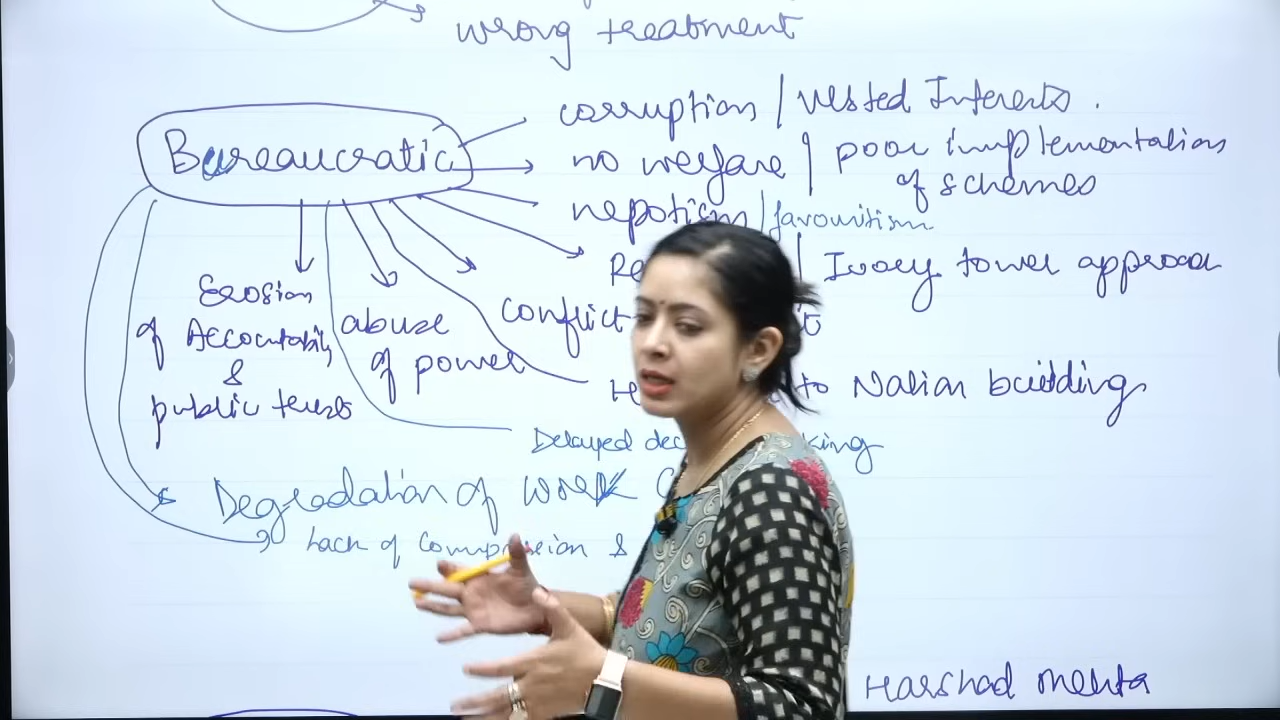 wrong treatment
Bureaucratic
corruption / vested Interests.
no welfare / poor implementation
of schemes
nepotism / favouritism
Ivory tower approach
Erosion
of Accountability
&
public trust
abuse
of power
conflict
to Nation building
Delayed
Degradation of work
Lack of compassion &
Harshad Mehta